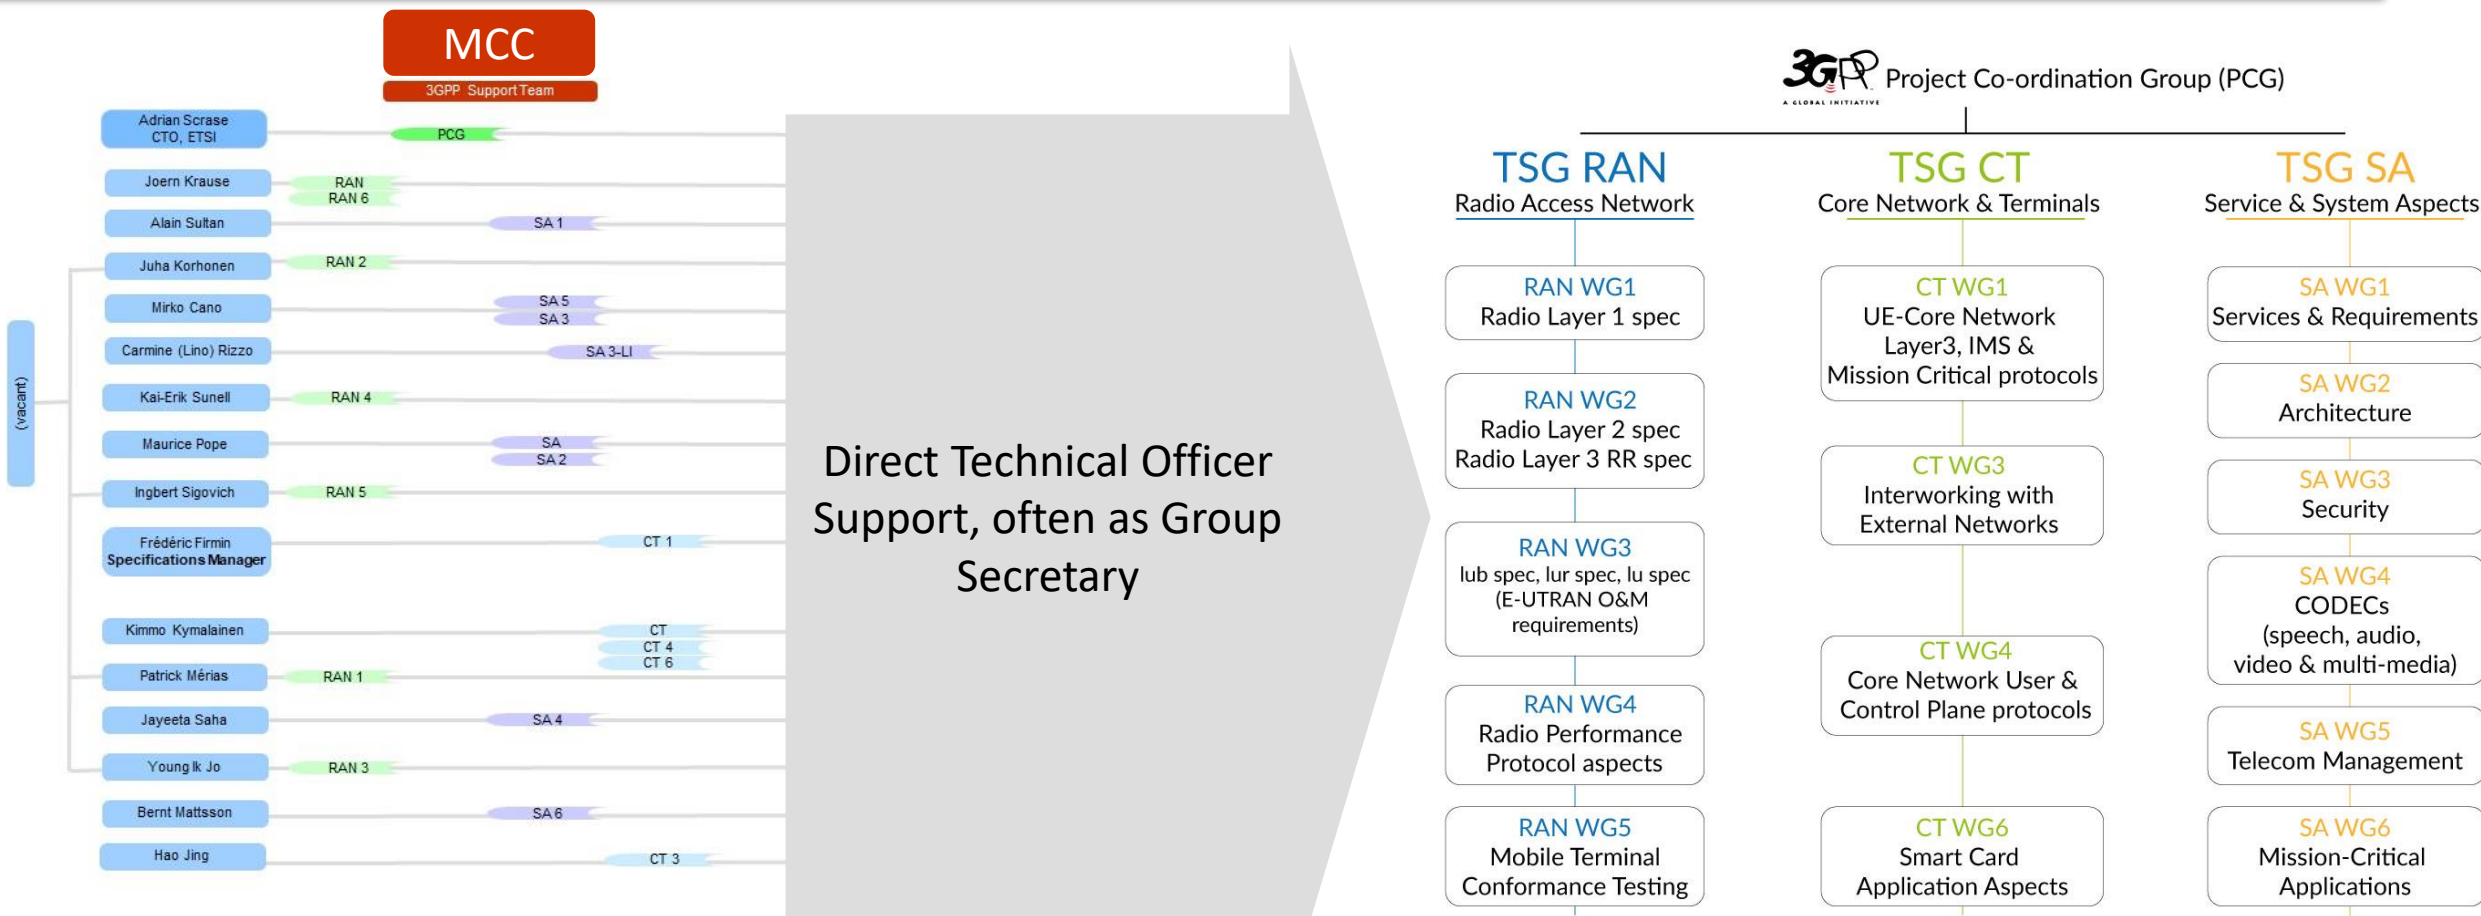 MCC
3GPP Support Team
Adrian Scrase
CTO, ETSI
PCG
Joern Krause
RAN
RAN 6
Alain Sultan
SA 1
(vacant)
Juha Korhonen
RAN 2
Mirko Cano
SA 5
SA 3
Carmine (Lino) Rizzo
SA 3-LI
Kai-Erik Sunell
RAN 4
Maurice Pope
SA
SA 2
Ingbert Sigovich
RAN 5
Frédéric Firmin
Specifications Manager
CT 1
Kimmo Kymalainen
CT
CT 4
CT 6
Patrick Mérias
RAN 1
Jayeeta Saha
SA 4
Young Ik Jo
RAN 3
Bernt Mattsson
SA 6
Hao Jing
CT 3
Direct Technical Officer
Support, often as Group
Secretary
3GPP
A GLOBAL INITIATIVE
Project Co-ordination Group (PCG)
TSG RAN
Radio Access Network
RAN WG1
Radio Layer 1 spec
RAN WG2
Radio Layer 2 spec
Radio Layer 3 RR spec
RAN WG3
lub spec, lur spec, lu spec
(E-UTRAN O&M
requirements)
RAN WG4
Radio Performance
Protocol aspects
RAN WG5
Mobile Terminal
Conformance Testing
TSG CT
Core Network & Terminals
CT WG1
UE-Core Network
Layer3, IMS &
Mission Critical protocols
CT WG3
Interworking with
External Networks
CT WG4
Core Network User &
Control Plane protocols
CT WG6
Smart Card
Application Aspects
TSG SA
Service & System Aspects
SA WG1
Services & Requirements
SA WG2
Architecture
SA WG3
Security
SA WG4
CODECs
(speech, audio,
video & multi-media)
SA WG5
Telecom Management
SA WG6
Mission-Critical
Applications